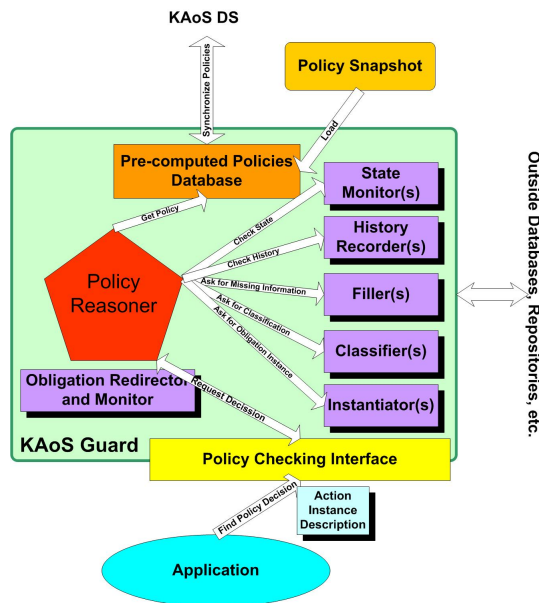 KAoS DS
Policy Snapshot
Synchronize Policies
Load
Pre-computed Policies
Database
State
Monitor(s)
Get Policy
Check State
History
Recorder(s)
Check History
Policy
Reasoner
Ask for Missing Information
Filler(s)
Ask for Classification
Classifier(s)
Ask for Obligation Instance
Instantiator(s)
Outside Databases, Repositories, etc.
Obligation Redirector
and Monitor
Request Decission
KAoS Guard
Policy Checking Interface
Find Policy Decision
Action
Instance
Description
Application